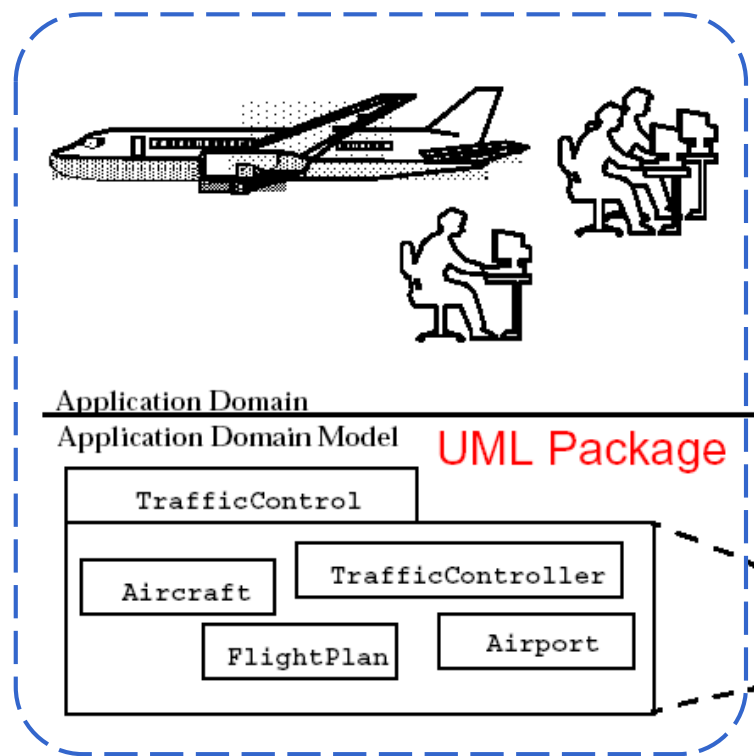 Application Domain
Application Domain Model
UML Package
TrafficControl
Aircraft
TrafficController
FlightPlan
Airport